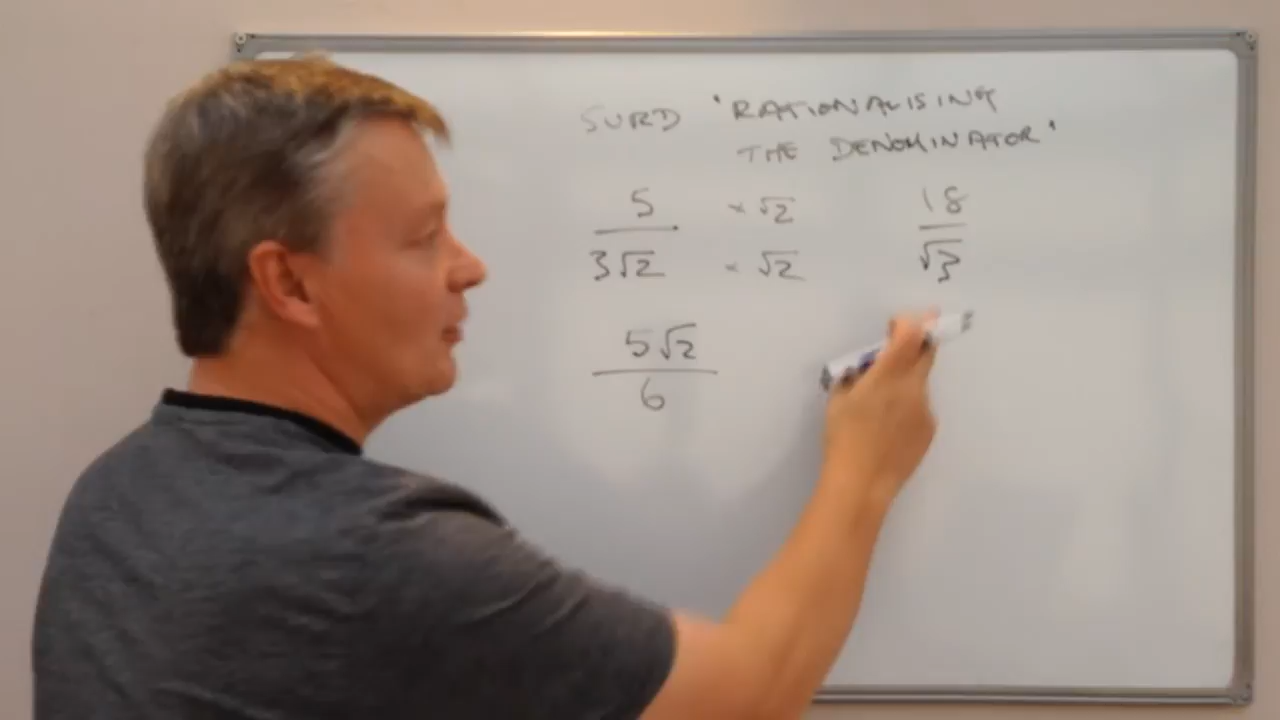 SURD 'RATIONALISING
THE DENOMINATOR'
5 × √2
3√2 × √2
5√2
6
18
√3